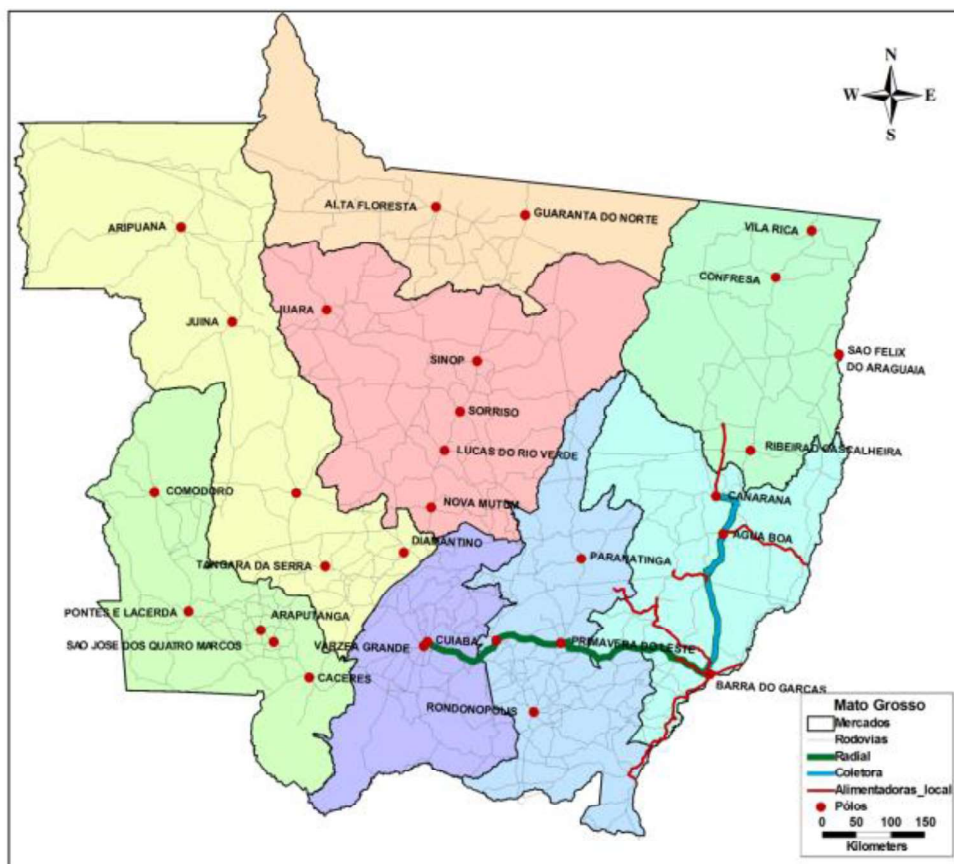 N
W E
S
ALTA FLORESTA
GUARANTA DO NORTE
VILA RICA
ARIPUANA
CONFRESA
JUARA
JUINA
SAO FELIX
DO ARAGUAIA
SINOP
SORRISO
LUCAS DO RIO VERDE
RIBEIRAO CASCALHEIRA
COMODORO
CANARANA
NOVA MUTUM
AGUA BOA
DIAMANTINO
PARANATINGA
TANGARA DA SERRA
PONTES E LACERDA
ARAPUTANGA
SAO JOSE DOS QUATRO MARCOS
VARZEA GRANDE
CUIABA
PRIMAVERA DO LESTE
CACERES
BARRA DO GARCAS
RONDONOPOLIS
Mato Grosso
Mercados
Rodovias
Radial
Coletora
Alimentadoras_local
Pólos
0 50 100 150
Kilometers